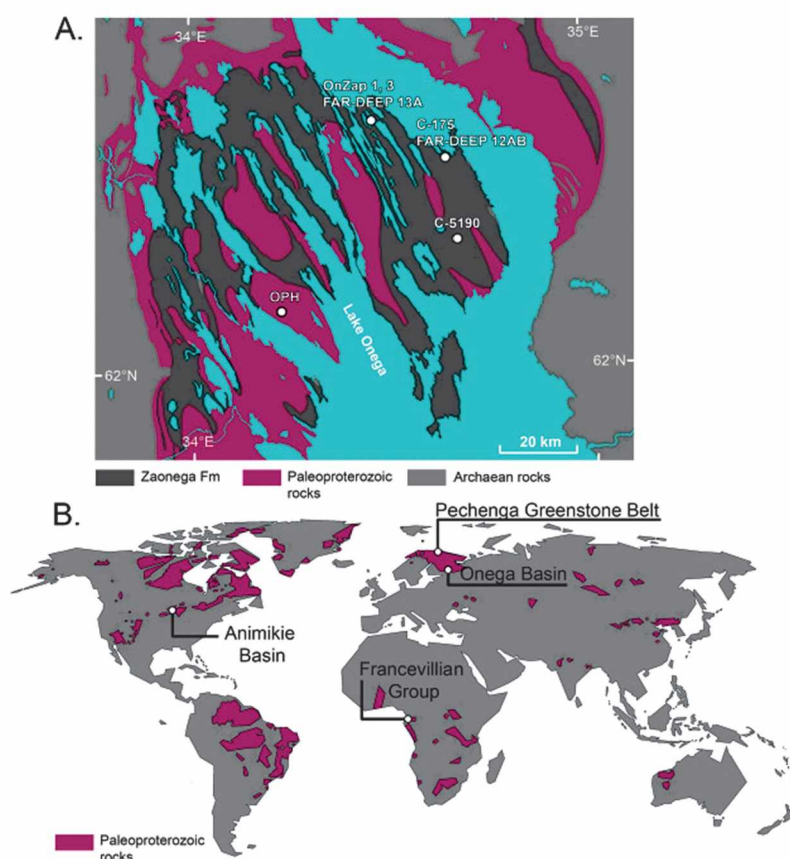 A.
34°E
35°E
OnZap 1, 3
FAR-DEEP 13A
C-175
FAR-DEEP 12AB
C-5190
OPH
Lake Onega
62°N
62°N
34°E
20 km
Zaonega Fm
Paleoproterozoic
rocks
Archaean rocks
B.
Pechenga Greenstone Belt
Onega Basin
Animikie
Basin
Francevillian
Group
Paleoproterozoic
rocks